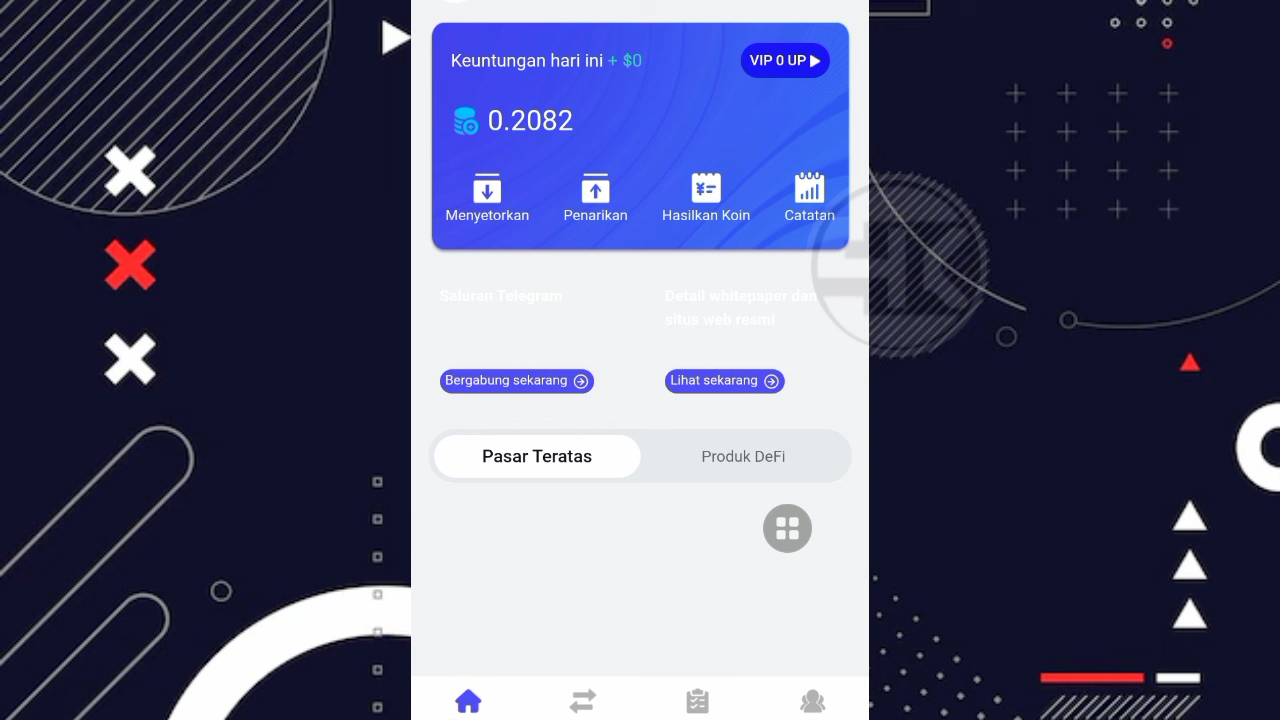 Keuntungan hari ini + $0
VIP 0 UP
0.2082
Menyetorkan
Penarikan
Hasilkan Koin
Catatan
Saluran Telegram
Detail whitepaper dan
situs web resmi
Bergabung sekarang
Lihat sekarang
Pasar Teratas
Produk DeFi